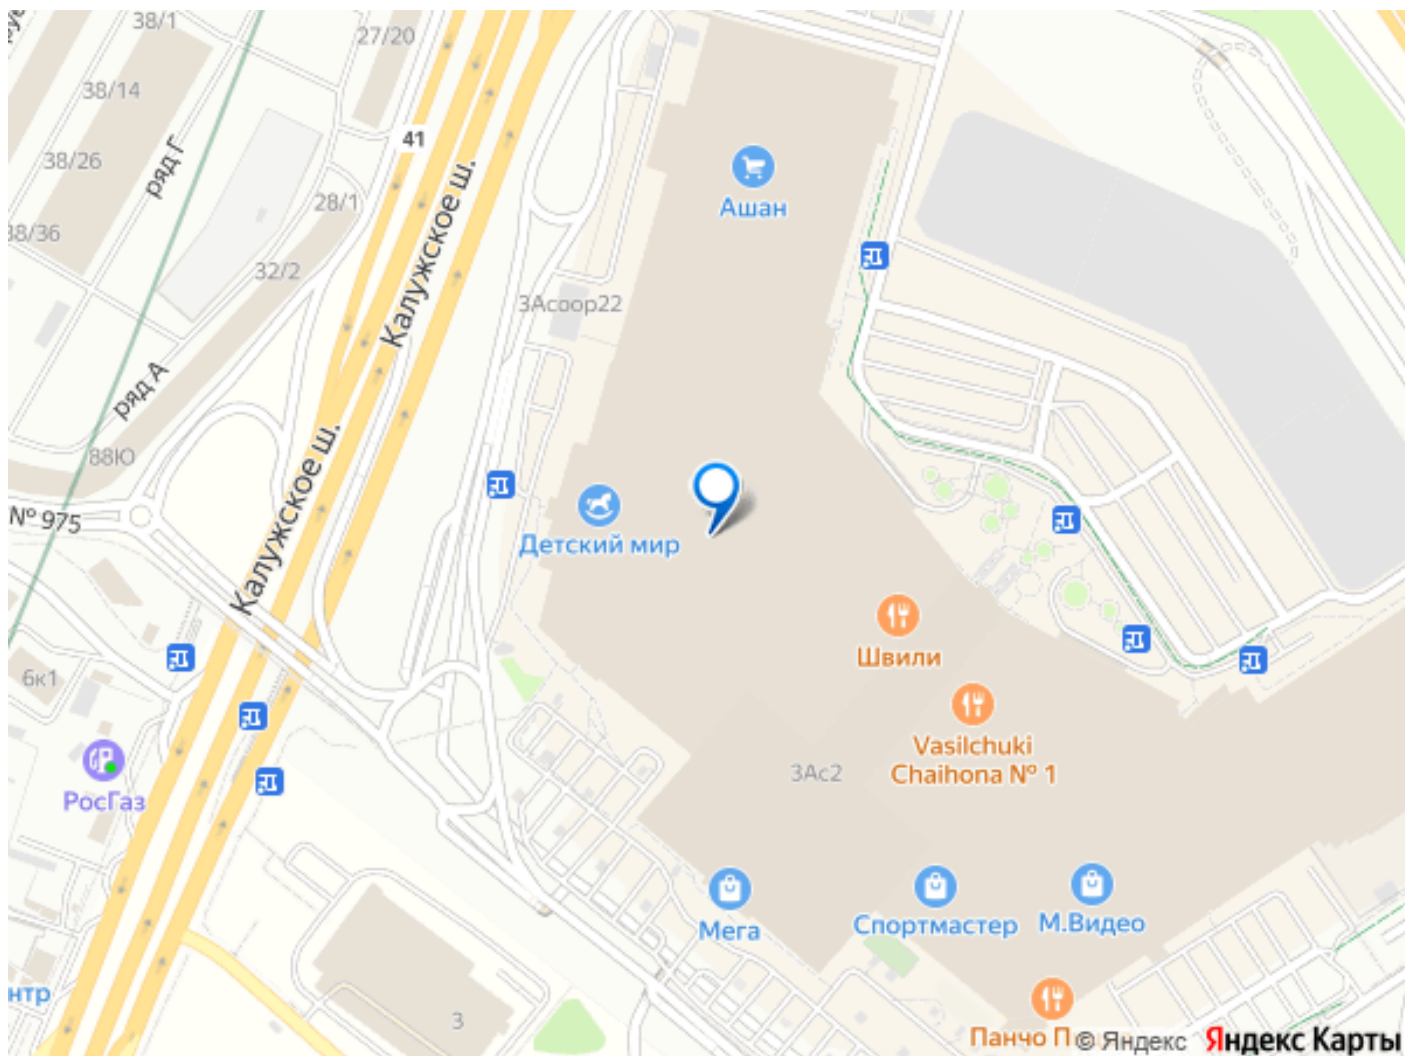 38/1
27/20
38/14
38/26
ряд Г
38/36
28/1
32/2
41
Калужское ш.
Ашан
3Асоор22
Калужское ш.
ряд А
88Ю
№ 975
Детский мир
Швили
6к1
РосГаз
Vasilchuki
Chaihona № 1
3Ас2
Мега
Спортмастер
М.Видео
нтр
3
Панчо П
© Яндекс
Яндекс Карты